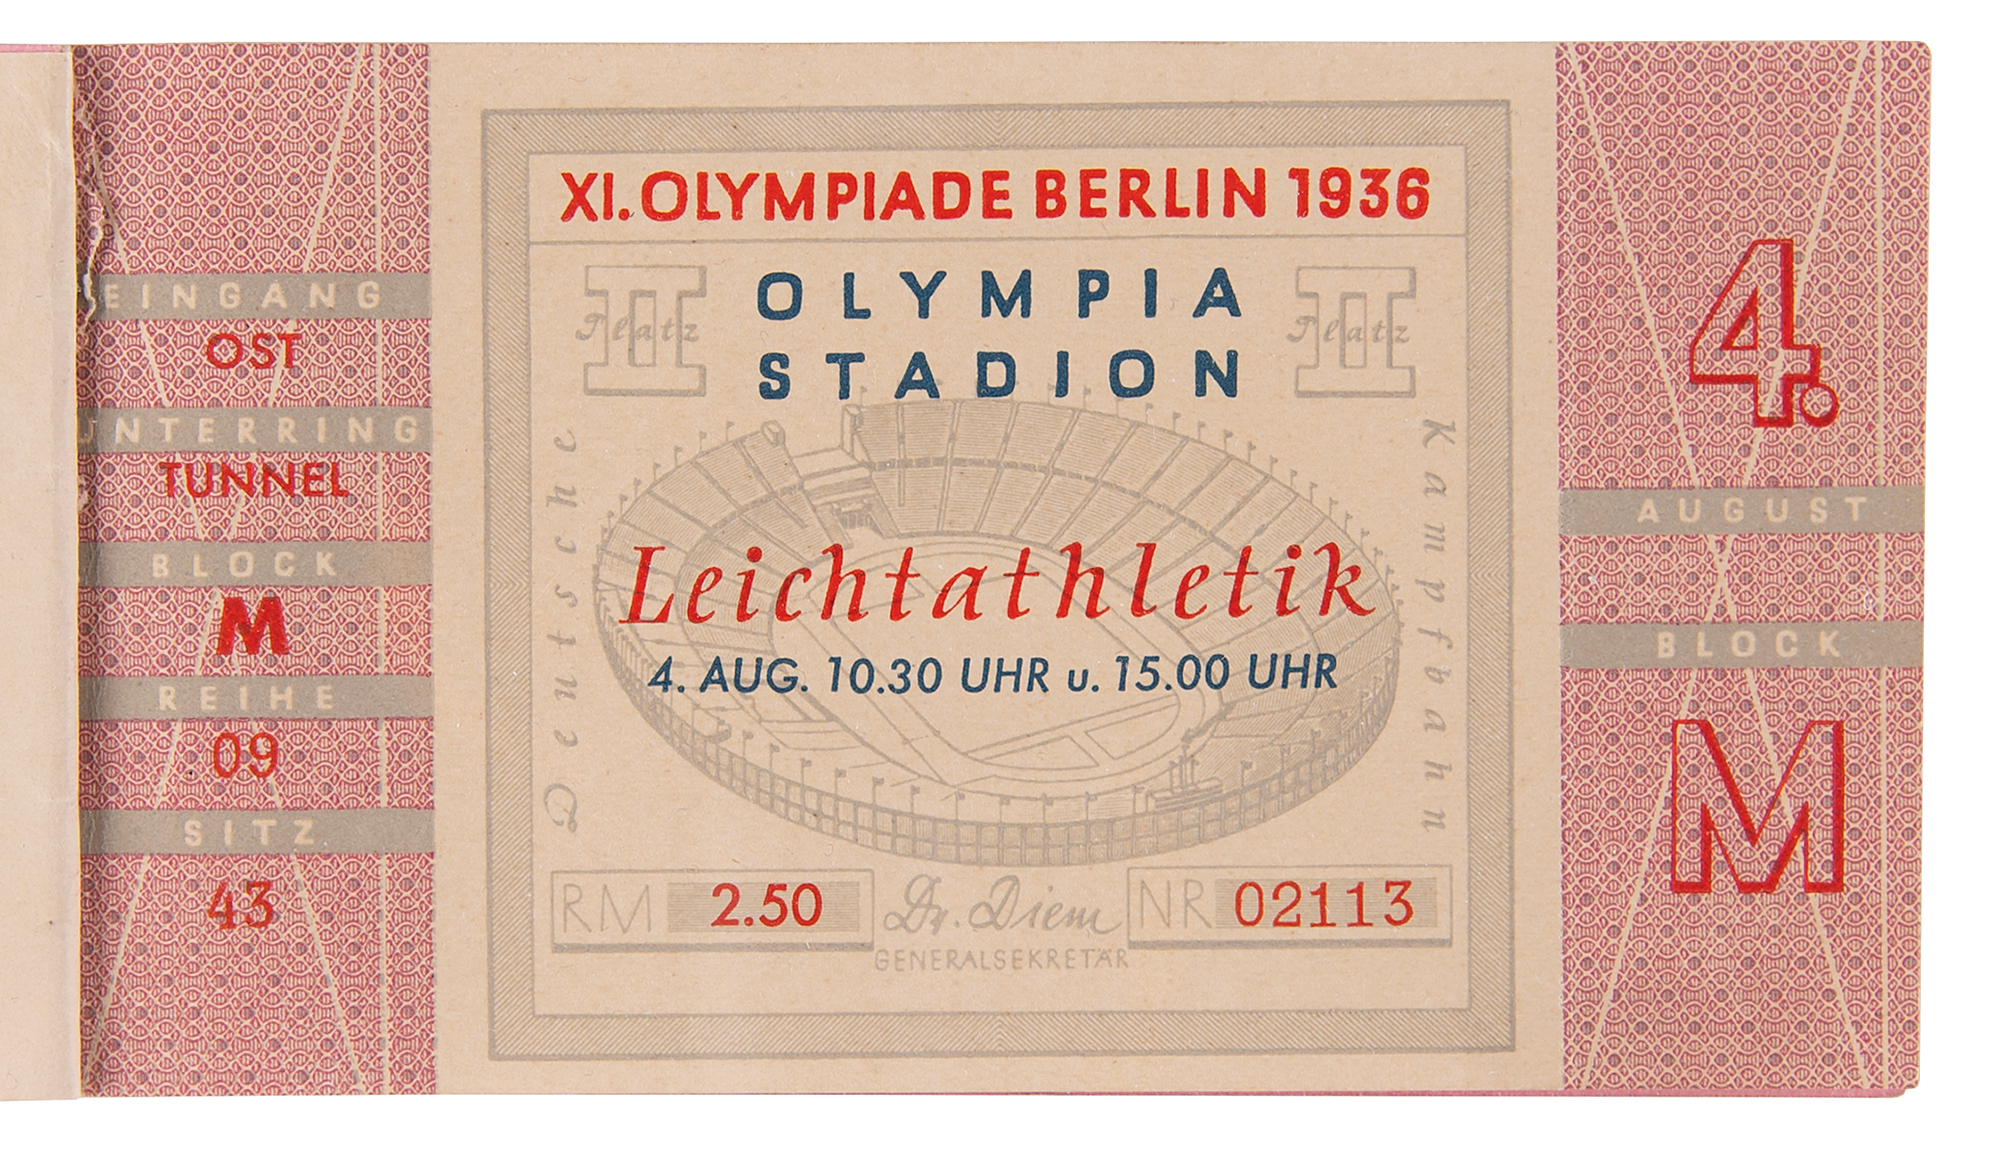 EINGANG
OST
UNTERRING
TUNNEL
BLOCK
M
REIHE
09
SITZ
43
XI. OLYMPIADE BERLIN 1936
II Platz
OLYMPIA
STADION
II Platz
Deutsche
Kampfbahn
Leichtathletik
4. AUG. 10.30 UHR u. 15.00 UHR
RM 2.50
Dr. Diem
GENERALSEKRETÄR
NR 02113
4.
AUGUST
BLOCK
M